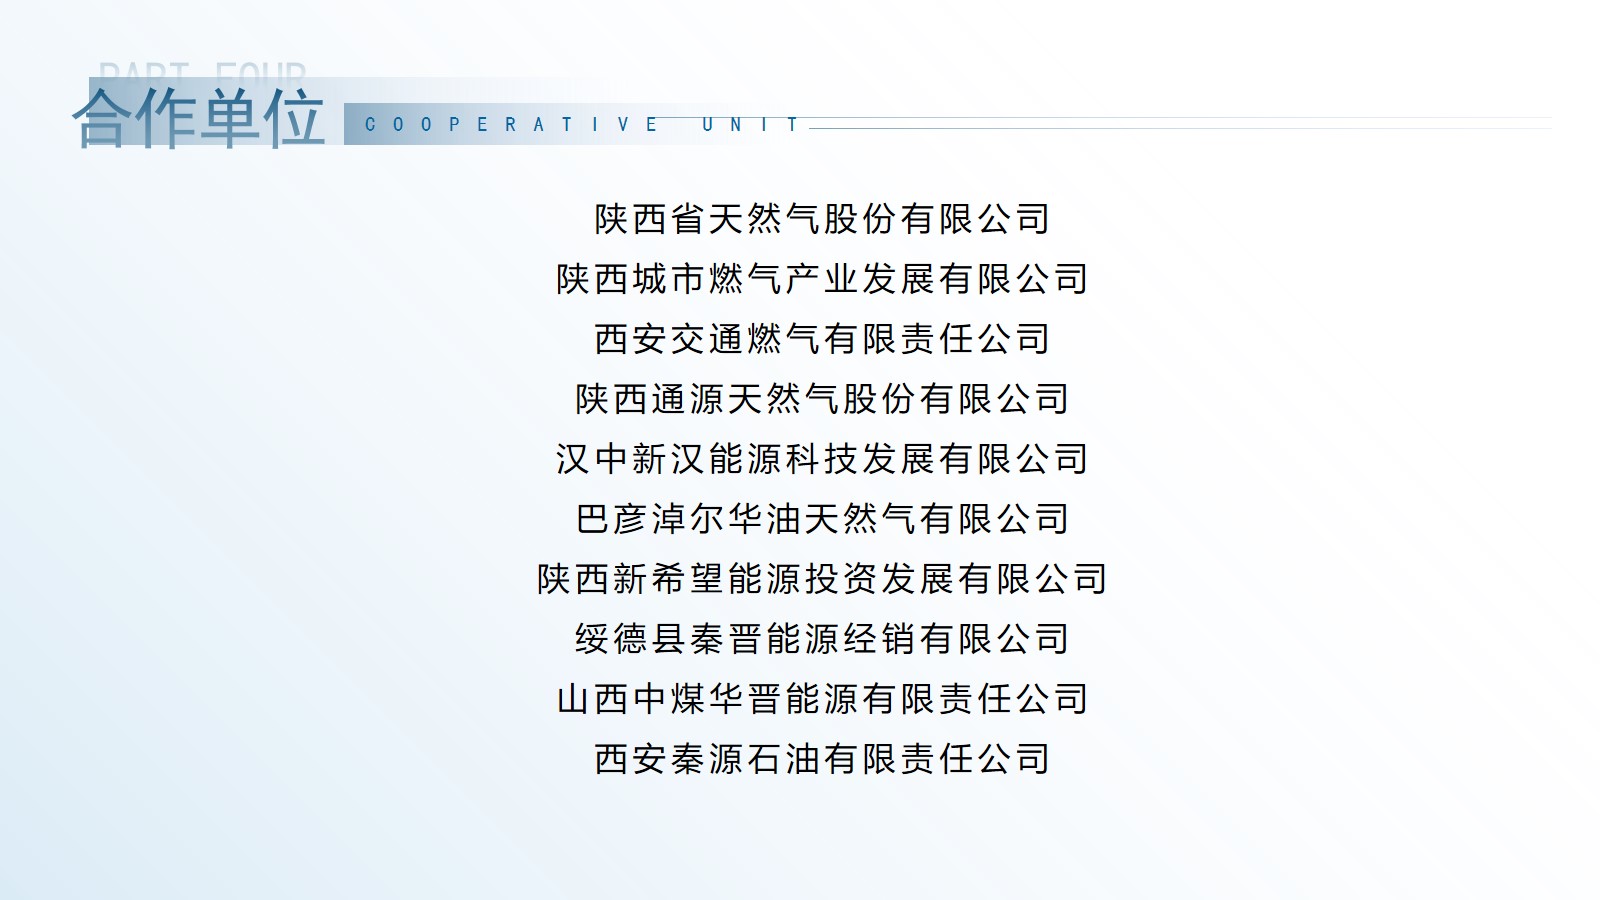 PART FOUR
合作单位
COOPERATIVE UNIT
陕西省天然气股份有限公司
陕西城市燃气产业发展有限公司
西安交通燃气有限责任公司
陕西通源天然气股份有限公司
汉中新汉能源科技发展有限公司
巴彦淖尔华油天然气有限公司
陕西新希望能源投资发展有限公司
绥德县秦晋能源经销有限公司
山西中煤华晋能源有限责任公司
西安秦源石油有限责任公司